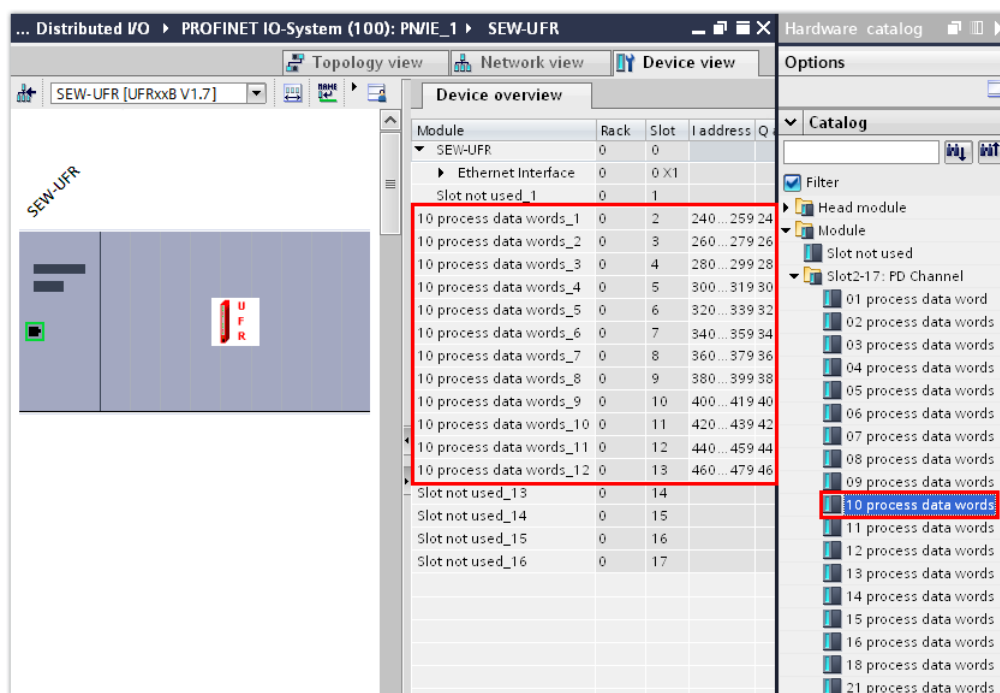 ... Distributed I/O ▸ PROFINET IO-System (100): PN/IE_1 ▸ SEW-UFR
Hardware catalog
Topology view
Network view
Device view
Options
SEW-UFR [UFRxxB V1.7]
Device overview
Module Rack Slot I address Q a
Catalog
SEW-UFR 0 0
Ethernet Interface 0 0 X1
Slot not used_1 0 1
10 process data words_1 0 2 240...259 24
10 process data words_2 0 3 260...279 26
10 process data words_3 0 4 280...299 28
10 process data words_4 0 5 300...319 30
10 process data words_5 0 6 320...339 32
10 process data words_6 0 7 340...359 34
10 process data words_7 0 8 360...379 36
10 process data words_8 0 9 380...399 38
10 process data words_9 0 10 400...419 40
10 process data words_10 0 11 420...439 42
10 process data words_11 0 12 440...459 44
10 process data words_12 0 13 460...479 46
Slot not used_13 0 14
Slot not used_14 0 15
Slot not used_15 0 16
Slot not used_16 0 17
SEW-UFR
U
F
R
Filter
Head module
Module
Slot not used
Slot2-17: PD Channel
01 process data word
02 process data words
03 process data words
04 process data words
05 process data words
06 process data words
07 process data words
08 process data words
09 process data words
10 process data words
11 process data words
12 process data words
13 process data words
14 process data words
15 process data words
16 process data words
18 process data words
21 process data words